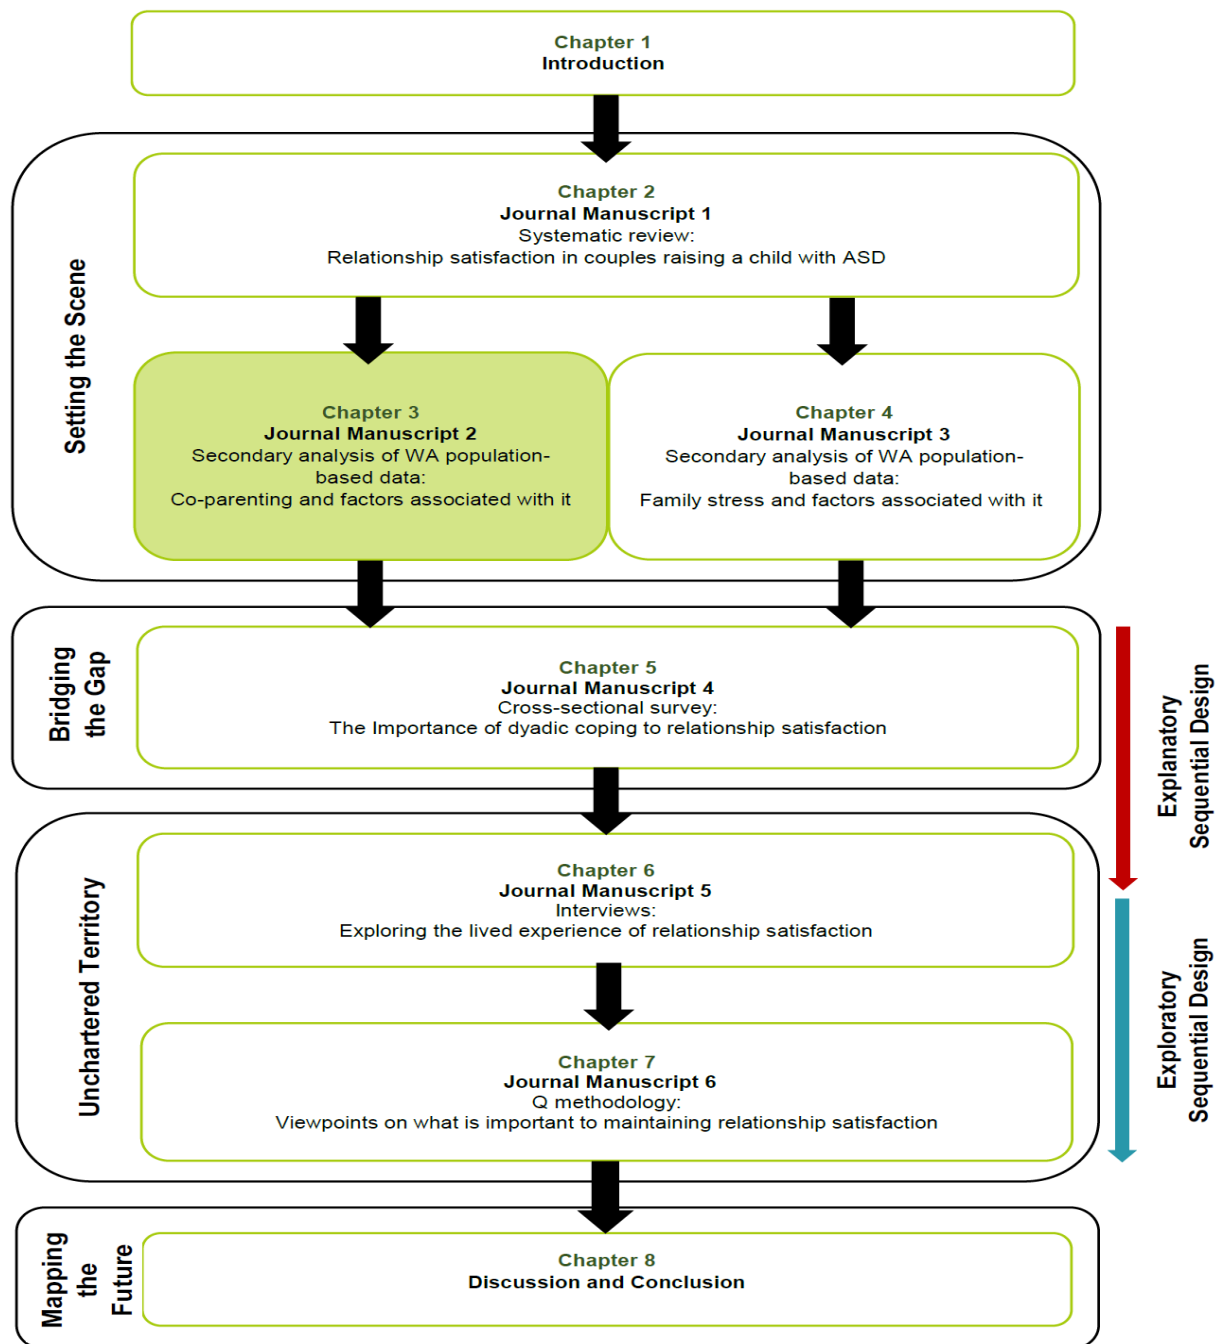 Chapter 1
Introduction
Setting the Scene
Chapter 2
Journal Manuscript 1
Systematic review:
Relationship satisfaction in couples raising a child with ASD
Chapter 3
Journal Manuscript 2
Secondary analysis of WA population-
based data:
Co-parenting and factors associated with it
Chapter 4
Journal Manuscript 3
Secondary analysis of WA population-
based data:
Family stress and factors associated with it
Bridging
the Gap
Chapter 5
Journal Manuscript 4
Cross-sectional survey:
The Importance of dyadic coping to relationship satisfaction
Explanatory
Sequential Design
Unchartered Territory
Chapter 6
Journal Manuscript 5
Interviews:
Exploring the lived experience of relationship satisfaction
Chapter 7
Journal Manuscript 6
Q methodology:
Viewpoints on what is important to maintaining relationship satisfaction
Exploratory
Sequential Design
Mapping
the
Future
Chapter 8
Discussion and Conclusion